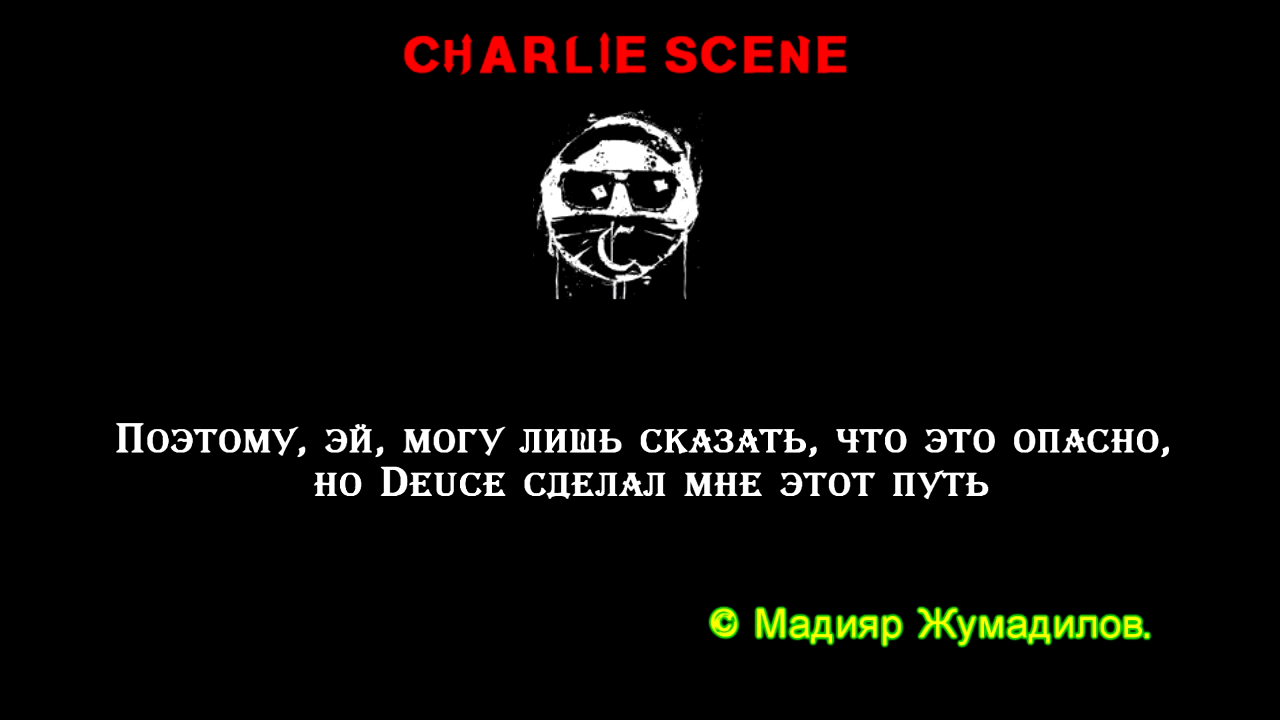 CHARLIE SCENE
Поэтому, эй, могу лишь сказать, что это опасно,
но Deuce сделал мне этот путь
© Мадияр Жумадилов.